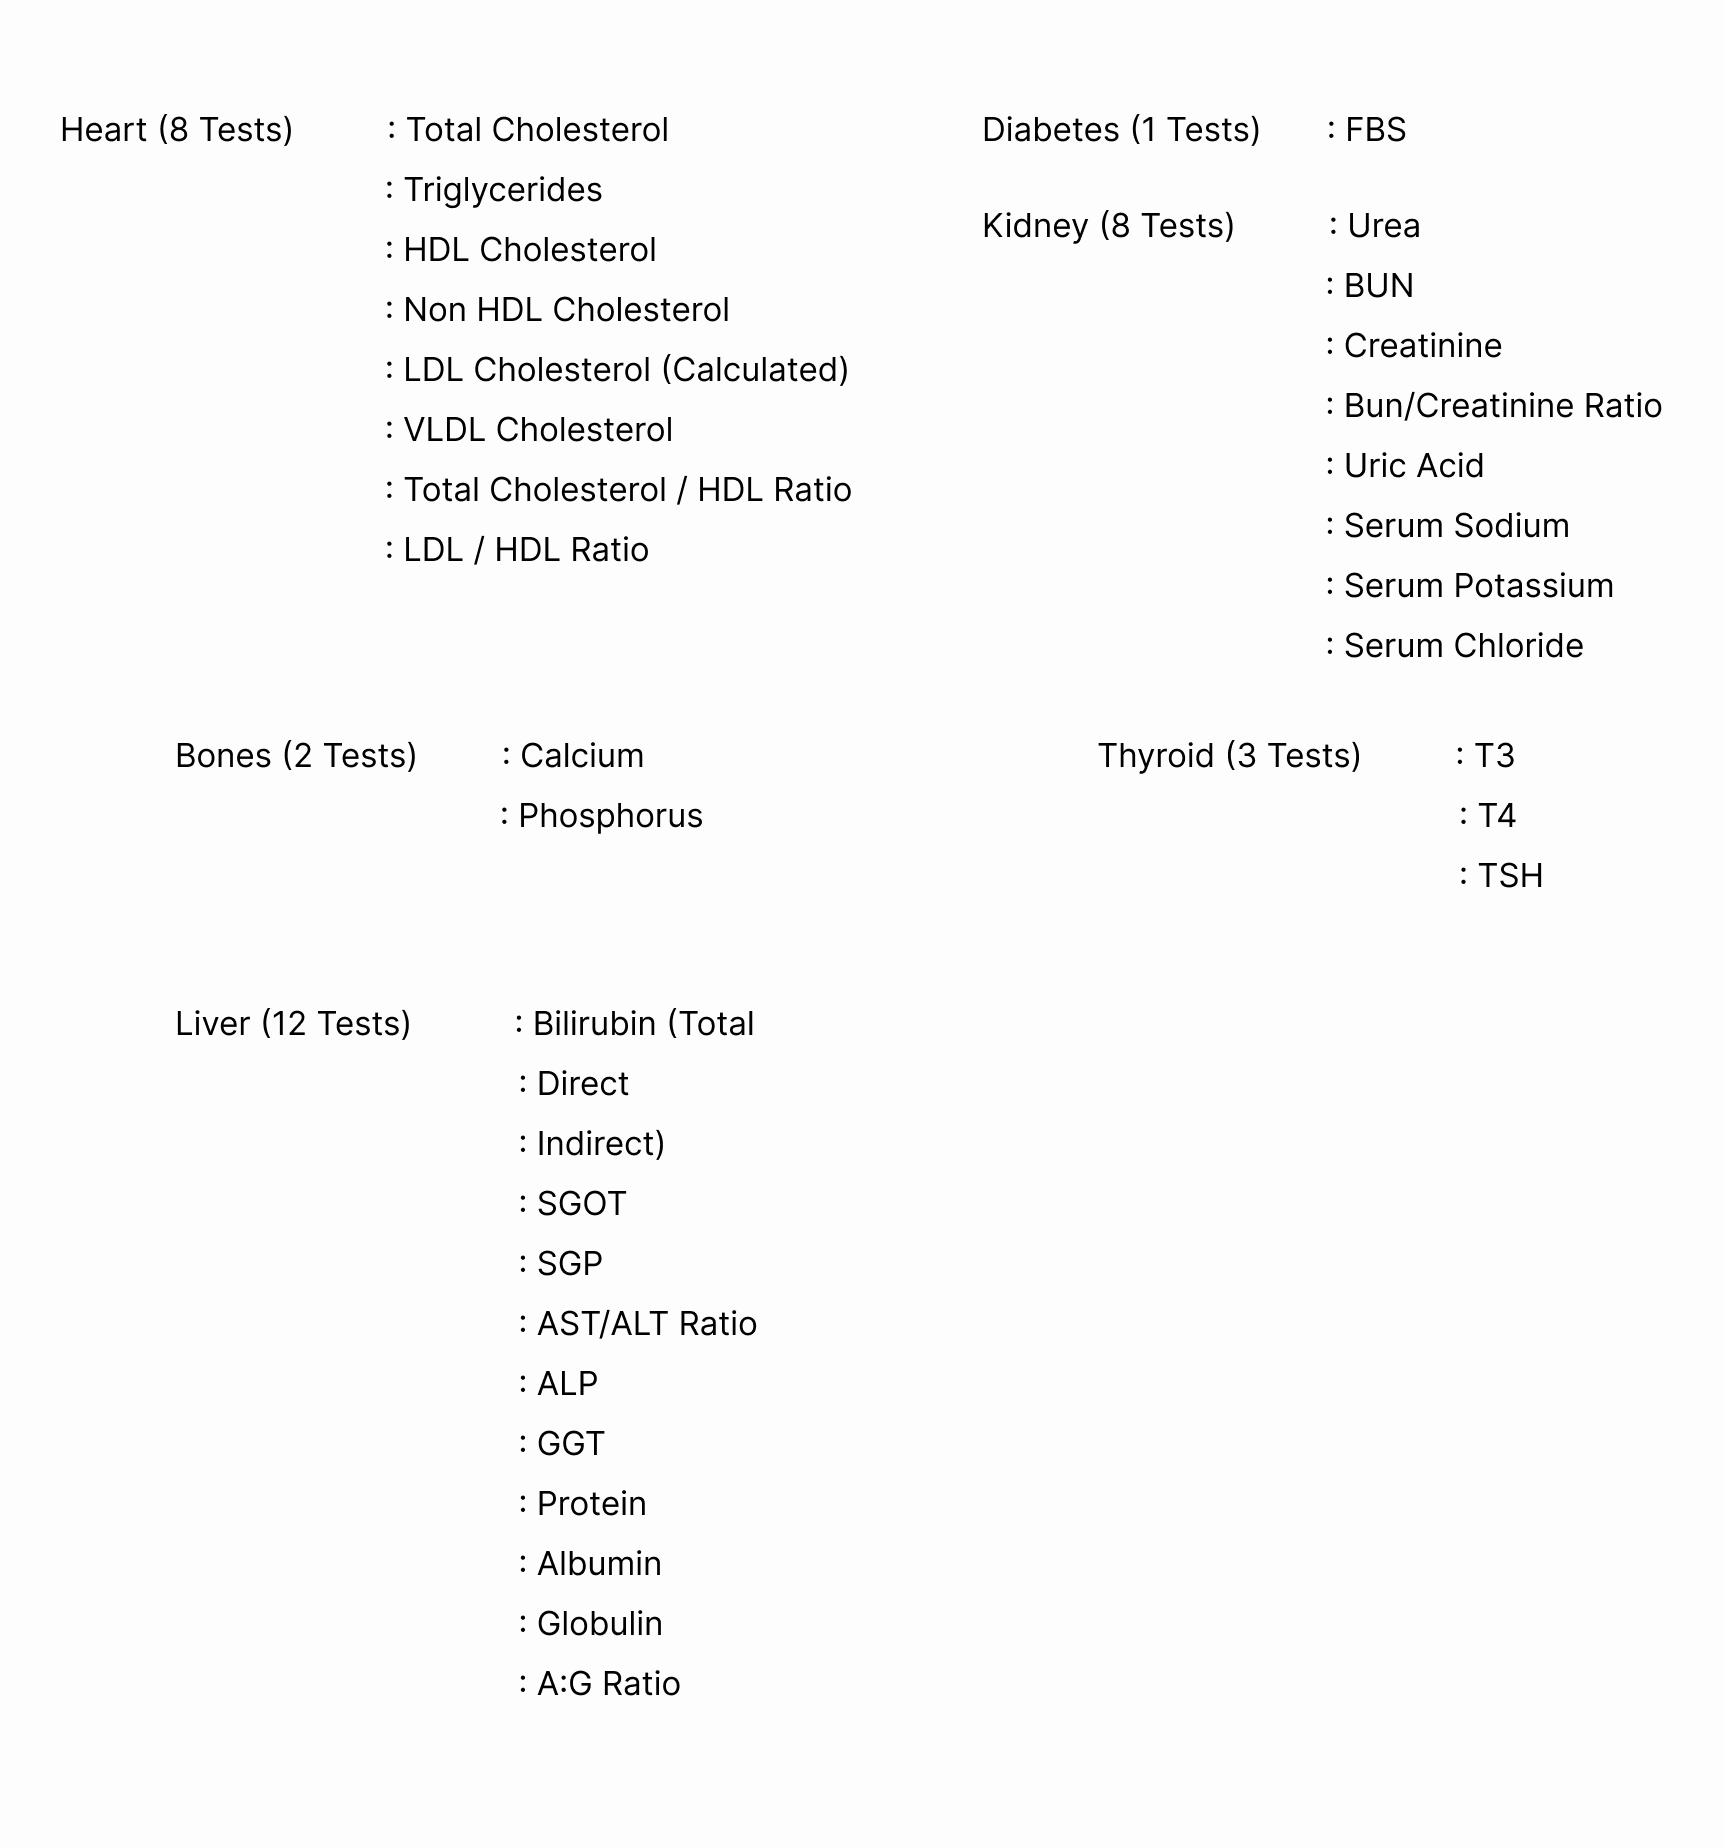 Heart (8 Tests) : Total Cholesterol
: Triglycerides
: HDL Cholesterol
: Non HDL Cholesterol
: LDL Cholesterol (Calculated)
: VLDL Cholesterol
: Total Cholesterol / HDL Ratio
: LDL / HDL Ratio
Diabetes (1 Tests) : FBS
Kidney (8 Tests) : Urea
: BUN
: Creatinine
: Bun/Creatinine Ratio
: Uric Acid
: Serum Sodium
: Serum Potassium
: Serum Chloride
Bones (2 Tests) : Calcium
: Phosphorus
Thyroid (3 Tests) : T3
: T4
: TSH
Liver (12 Tests) : Bilirubin (Total
: Direct
: Indirect)
: SGOT
: SGP
: AST/ALT Ratio
: ALP
: GGT
: Protein
: Albumin
: Globulin
: A:G Ratio